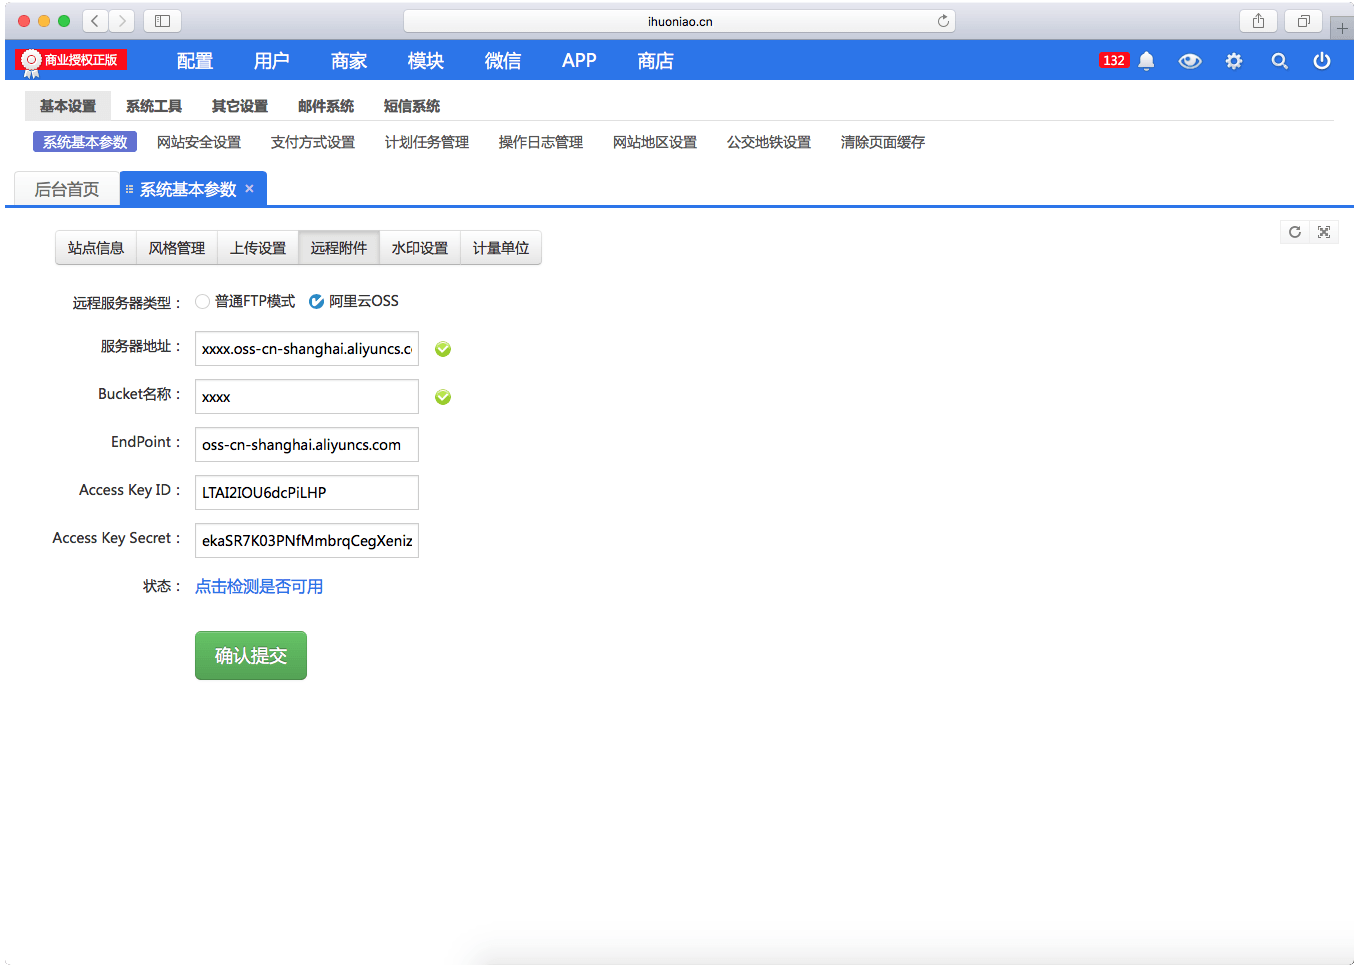 ihuoniao.cn
商业授权正版 配置 用户 商家 模块 微信 APP 商店 132
基本设置 系统工具 其它设置 邮件系统 短信系统
系统基本参数 网站安全设置 支付方式设置 计划任务管理 操作日志管理 网站地区设置 公交地铁设置 清除页面缓存
后台首页 系统基本参数 ×
站点信息 风格管理 上传设置 远程附件 水印设置 计量单位
远程服务器类型： 普通FTP模式 阿里云OSS
服务器地址： xxxx.oss-cn-shanghai.aliyuncs.c
Bucket名称： xxxx
EndPoint： oss-cn-shanghai.aliyuncs.com
Access Key ID： LTAI2IOU6dcPiLHP
Access Key Secret： ekaSR7K03PNfMmbrqCegXeniz
状态： 点击检测是否可用
确认提交